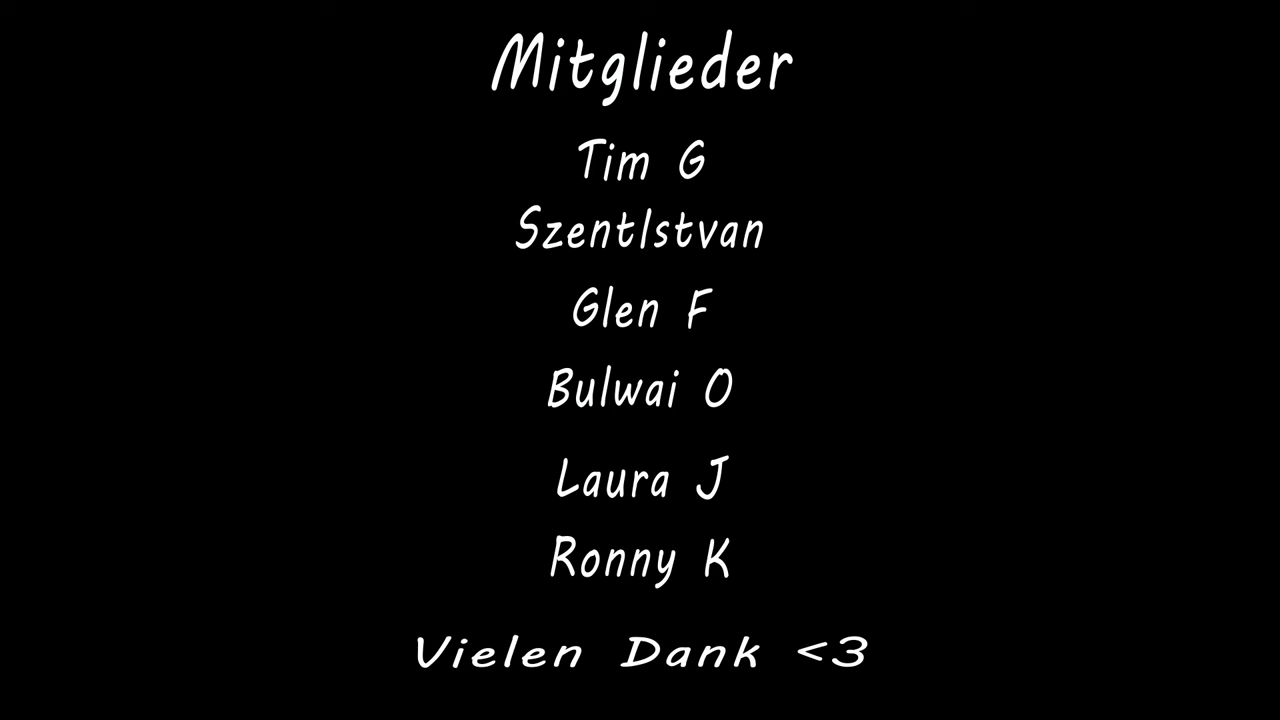 Mitglieder
Tim G
SzentIstvan
Glen F
Bulwai O
Laura J
Ronny K
Vielen Dank <3